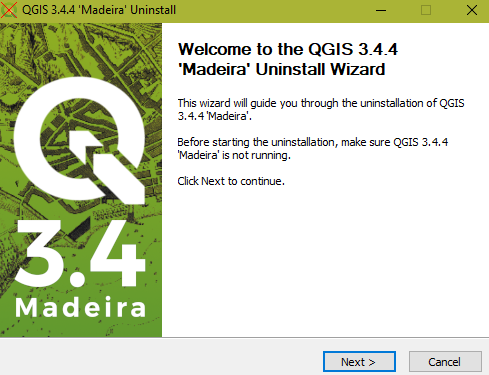 QGIS 3.4.4 'Madeira' Uninstall
Welcome to the QGIS 3.4.4
'Madeira' Uninstall Wizard
This wizard will guide you through the uninstallation of QGIS
3.4.4 'Madeira'.
Before starting the uninstallation, make sure QGIS 3.4.4
'Madeira' is not running.
Click Next to continue.
3.4
Madeira
Next >
Cancel